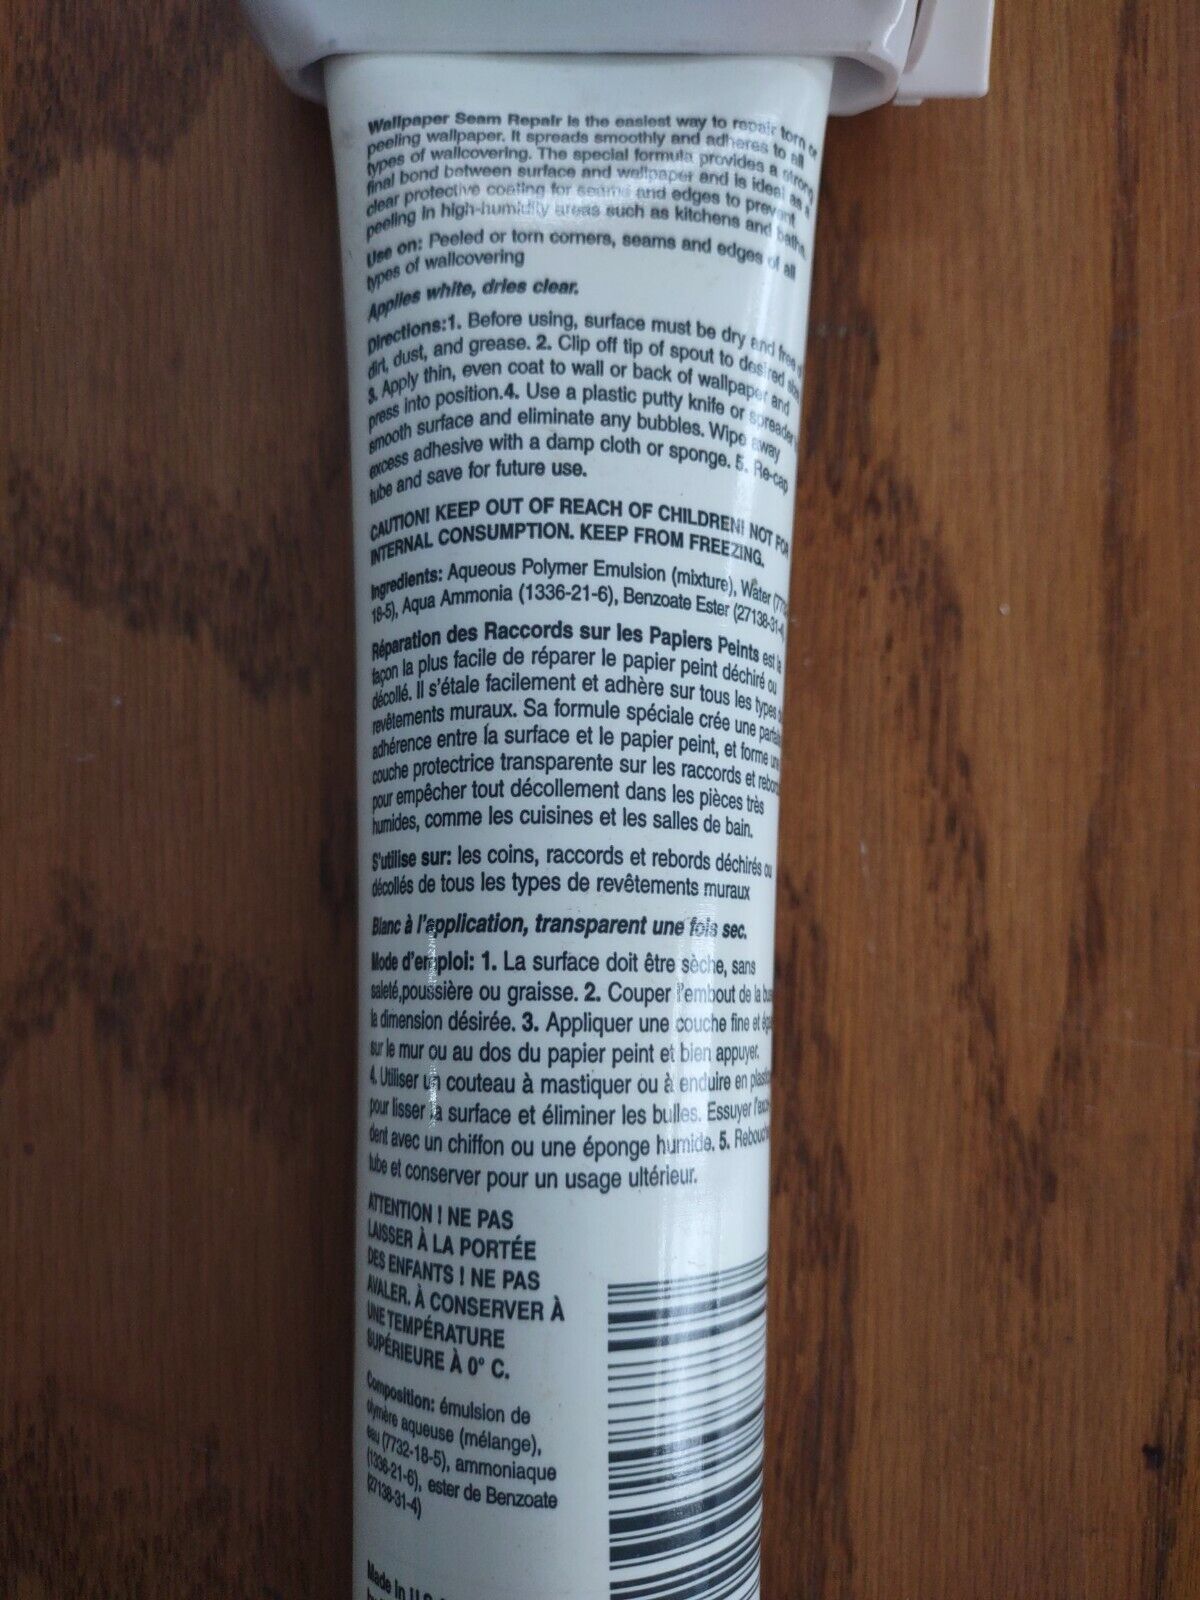 Wallpaper Seam Repair is the easiest way to repair torn or
peeling wallpaper. It spreads smoothly and adheres to all
types of wallcovering. The special formula provides a strong
final bond between surface and wallpaper and is ideal as a
clear protective coating for seams and edges to prevent
peeling in high-humidity areas such as kitchens and baths.
Use on: Peeled or torn corners, seams and edges of all
types of wallcovering
Applies white, dries clear.
Directions:1. Before using, surface must be dry and free
dirt, dust, and grease. 2. Clip off tip of spout to desired
3. Apply thin, even coat to wall or back of wallpaper and
press into position.4. Use a plastic putty knife or spreader
smooth surface and eliminate any bubbles. Wipe away
excess adhesive with a damp cloth or sponge. 5. Re-cap
tube and save for future use.
CAUTION! KEEP OUT OF REACH OF CHILDREN! NOT FOR
INTERNAL CONSUMPTION. KEEP FROM FREEZING.
Ingredients: Aqueous Polymer Emulsion (mixture), Water
18-5), Aqua Ammonia (1336-21-6), Benzoate Ester (27138-31-4)
Réparation des Raccords sur les Papiers Peints est la
façon la plus facile de réparer le papier peint déchiré ou
décollé. Il s'étale facilement et adhère sur tous les types
revêtements muraux. Sa formule spéciale crée une
adhérence entre la surface et le papier peint, et forme une
couche protectrice transparente sur les raccords et
pour empêcher tout décollement dans les pièces très
humides, comme les cuisines et les salles de bain.
S'utilise sur: les coins, raccords et rebords déchirés ou
décollés de tous les types de revêtements muraux
Blanc à l'application, transparent une fois sec.
Mode d'emploi: 1. La surface doit être sèche, sans
saleté,poussière ou graisse. 2. Couper l'embout de la
la dimension désirée. 3. Appliquer une couche fine et
sur le mur ou au dos du papier peint et bien appuyer.
4. Utiliser un couteau à mastiquer ou à enduire en
pour lisser la surface et éliminer les bulles. Essuyer l'excé-
dent avec un chiffon ou une éponge humide. 5.
tube et conserver pour un usage ultérieur.
ATTENTION ! NE PAS
LAISSER À LA PORTÉE
DES ENFANTS ! NE PAS
AVALER. À CONSERVER À
UNE TEMPÉRATURE
SUPÉRIEURE À 0° C.
Composition: émulsion de
polymère aqueuse (mélange),
eau (7732-18-5), ammoniaque
(1336-21-6), ester de Benzoate
(27138-31-4)
Made in